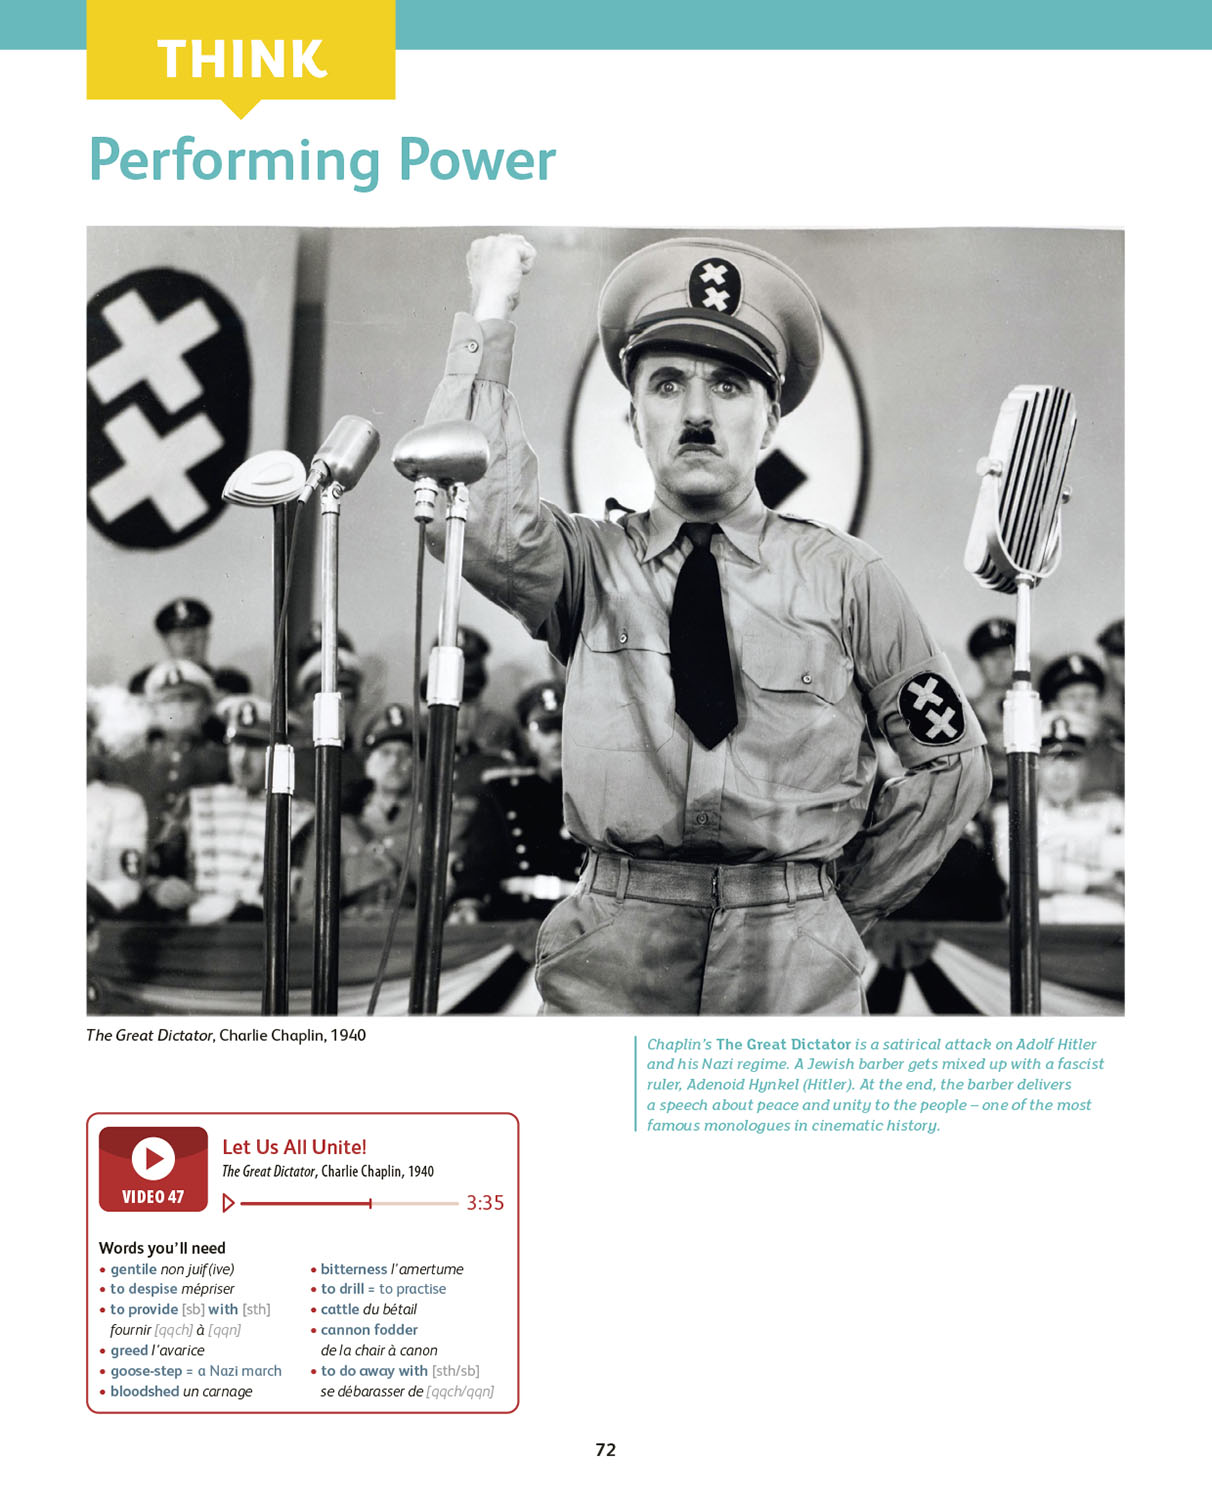 THINK
Performing Power
The Great Dictator, Charlie Chaplin, 1940
Chaplin's The Great Dictator is a satirical attack on Adolf Hitler
and his Nazi regime. A Jewish barber gets mixed up with a fascist
ruler, Adenoid Hynkel (Hitler). At the end, the barber delivers
a speech about peace and unity to the people – one of the most
famous monologues in cinematic history.
VIDEO 47
Let Us All Unite!
The Great Dictator, Charlie Chaplin, 1940
3:35
Words you'll need
• gentile non juif(ive)
• to despise mépriser
• to provide [sb] with [sth]
fournir [qqch] à [qqn]
• greed l'avarice
• goose-step = a Nazi march
• bloodshed un carnage
• bitterness l'amertume
• to drill = to practise
• cattle du bétail
• cannon fodder
de la chair à canon
• to do away with [sth/sb]
se débarasser de [qqch/qqn]
72